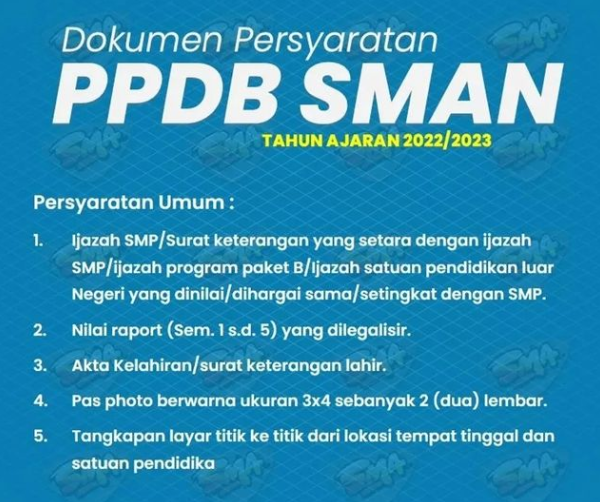 Dokumen Persyaratan
PPDB SMAN
TAHUN AJARAN 2022/2023
Persyaratan Umum :
1. Ijazah SMP/Surat keterangan yang setara dengan ijazah
SMP/ijazah program paket B/Ijazah satuan pendidikan luar
Negeri yang dinilai/dihargai sama/setingkat dengan SMP.
2. Nilai raport (Sem. 1 s.d. 5) yang dilegalisir.
3. Akta Kelahiran/surat keterangan lahir.
4. Pas photo berwarna ukuran 3x4 sebanyak 2 (dua) lembar.
5. Tangkapan layar titik ke titik dari lokasi tempat tinggal dan
satuan pendidika